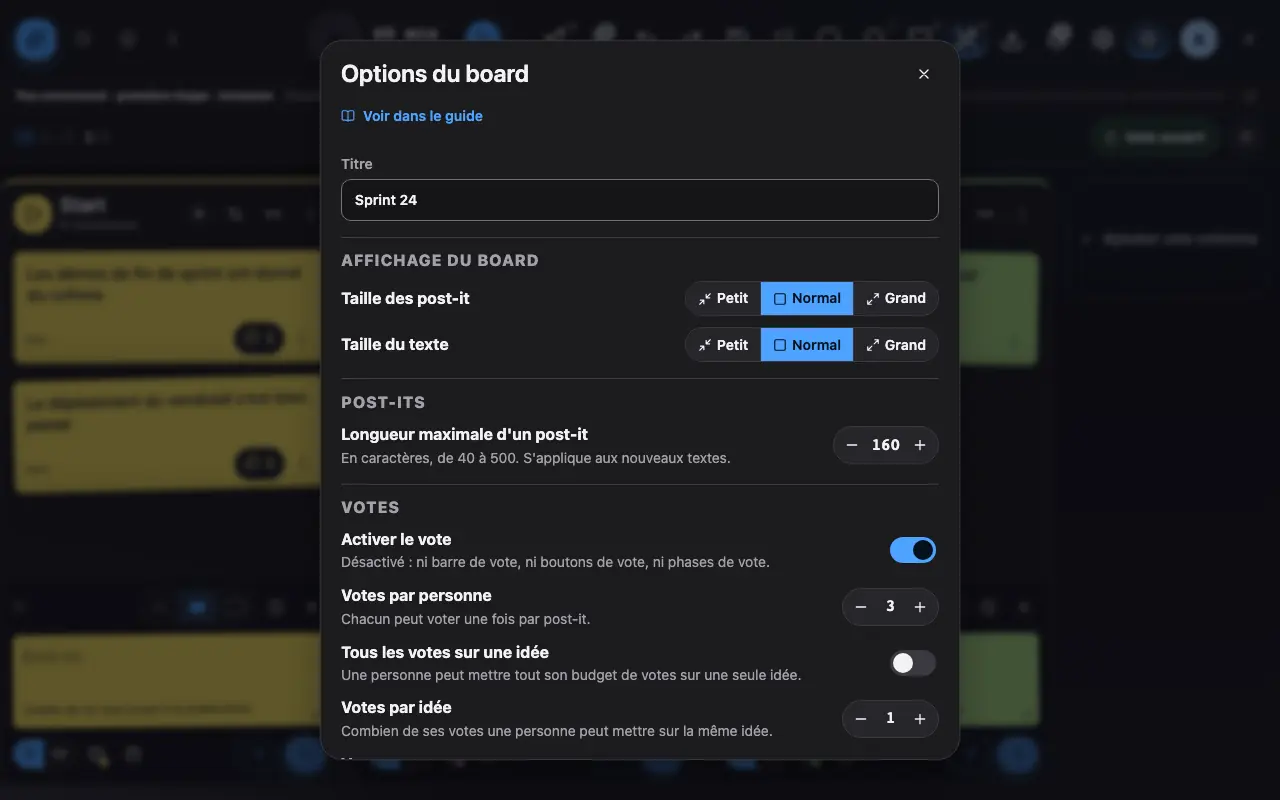 Options du board
Voir dans le guide
Titre
Sprint 24
AFFICHAGE DU BOARD
Taille des post-it
Petit Normal Grand
Taille du texte
Petit Normal Grand
POST-ITS
Longueur maximale d'un post-it
En caractères, de 40 à 500. S'applique aux nouveaux textes.
160
VOTES
Activer le vote
Désactivé : ni barre de vote, ni boutons de vote, ni phases de vote.
Votes par personne
Chacun peut voter une fois par post-it.
3
Tous les votes sur une idée
Une personne peut mettre tout son budget de votes sur une seule idée.
Votes par idée
Combien de ses votes une personne peut mettre sur la même idée.
1
Start